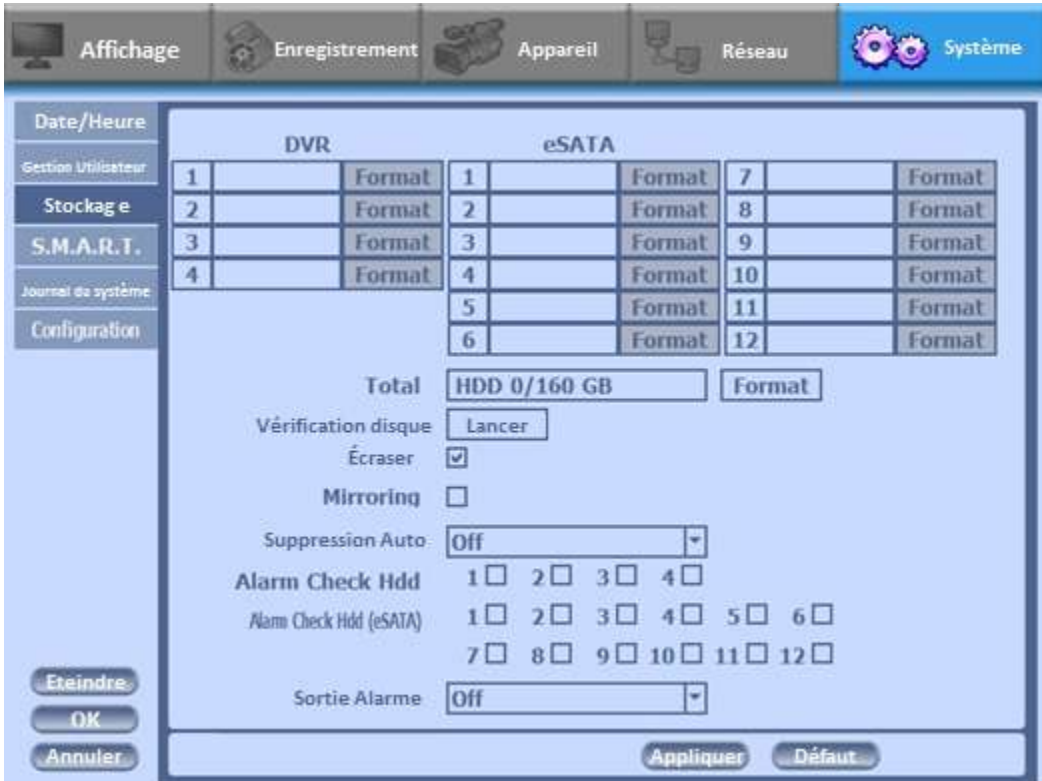 Affichage Enregistrement Appareil Réseau Système
Date/Heure
Gestion Utilisateur
Stockage
S.M.A.R.T.
Journal du système
Configuration
DVR eSATA
1 Format 1 Format 7 Format
2 Format 2 Format 8 Format
3 Format 3 Format 9 Format
4 Format 4 Format 10 Format
5 Format 11 Format
6 Format 12 Format
Total HDD 0/160 GB Format
Vérification disque Lancer
Écraser
Mirroring
Suppression Auto Off
Alarm Check Hdd 1 2 3 4
Alarm Check Hdd (eSATA) 1 2 3 4 5 6
7 8 9 10 11 12
Sortie Alarme Off
Eteindre
OK
Annuler
Appliquer Défaut